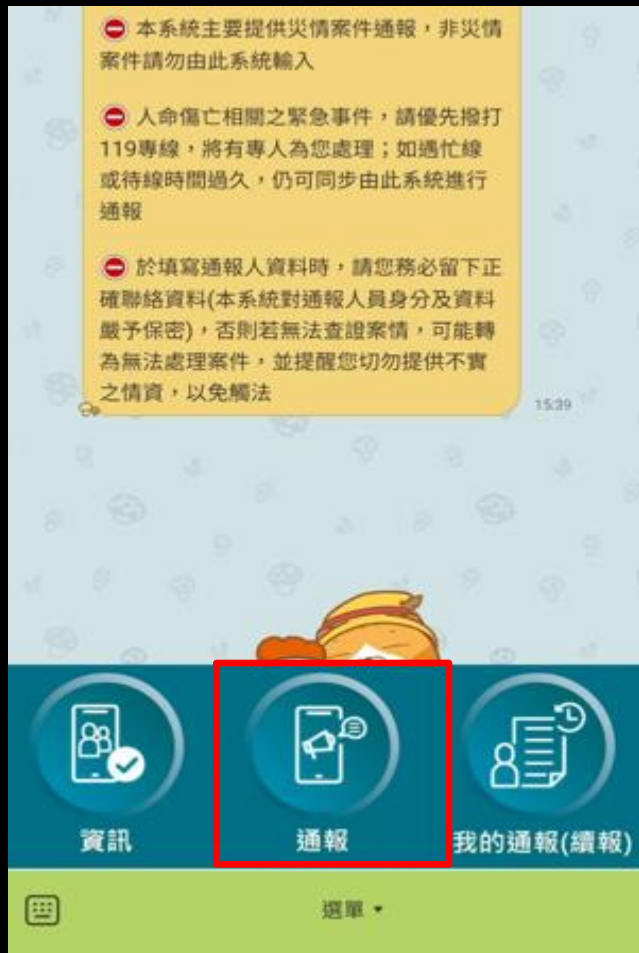 ⛔ 本系統主要提供災情案件通報，非災情
案件請勿由此系統輸入
⛔ 人命傷亡相關之緊急事件，請優先撥打
119專線，將有專人為您處理；如遇忙線
或待線時間過久，仍可同步由此系統進行
通報
⛔ 於填寫通報人資料時，請您務必留下正
確聯絡資料(本系統對通報人員身分及資料
嚴予保密)，否則若無法查證案情，可能轉
為無法處理案件，並提醒您切勿提供不實
之情資，以免觸法
15:39
資訊
通報
我的通報(續報)
選單